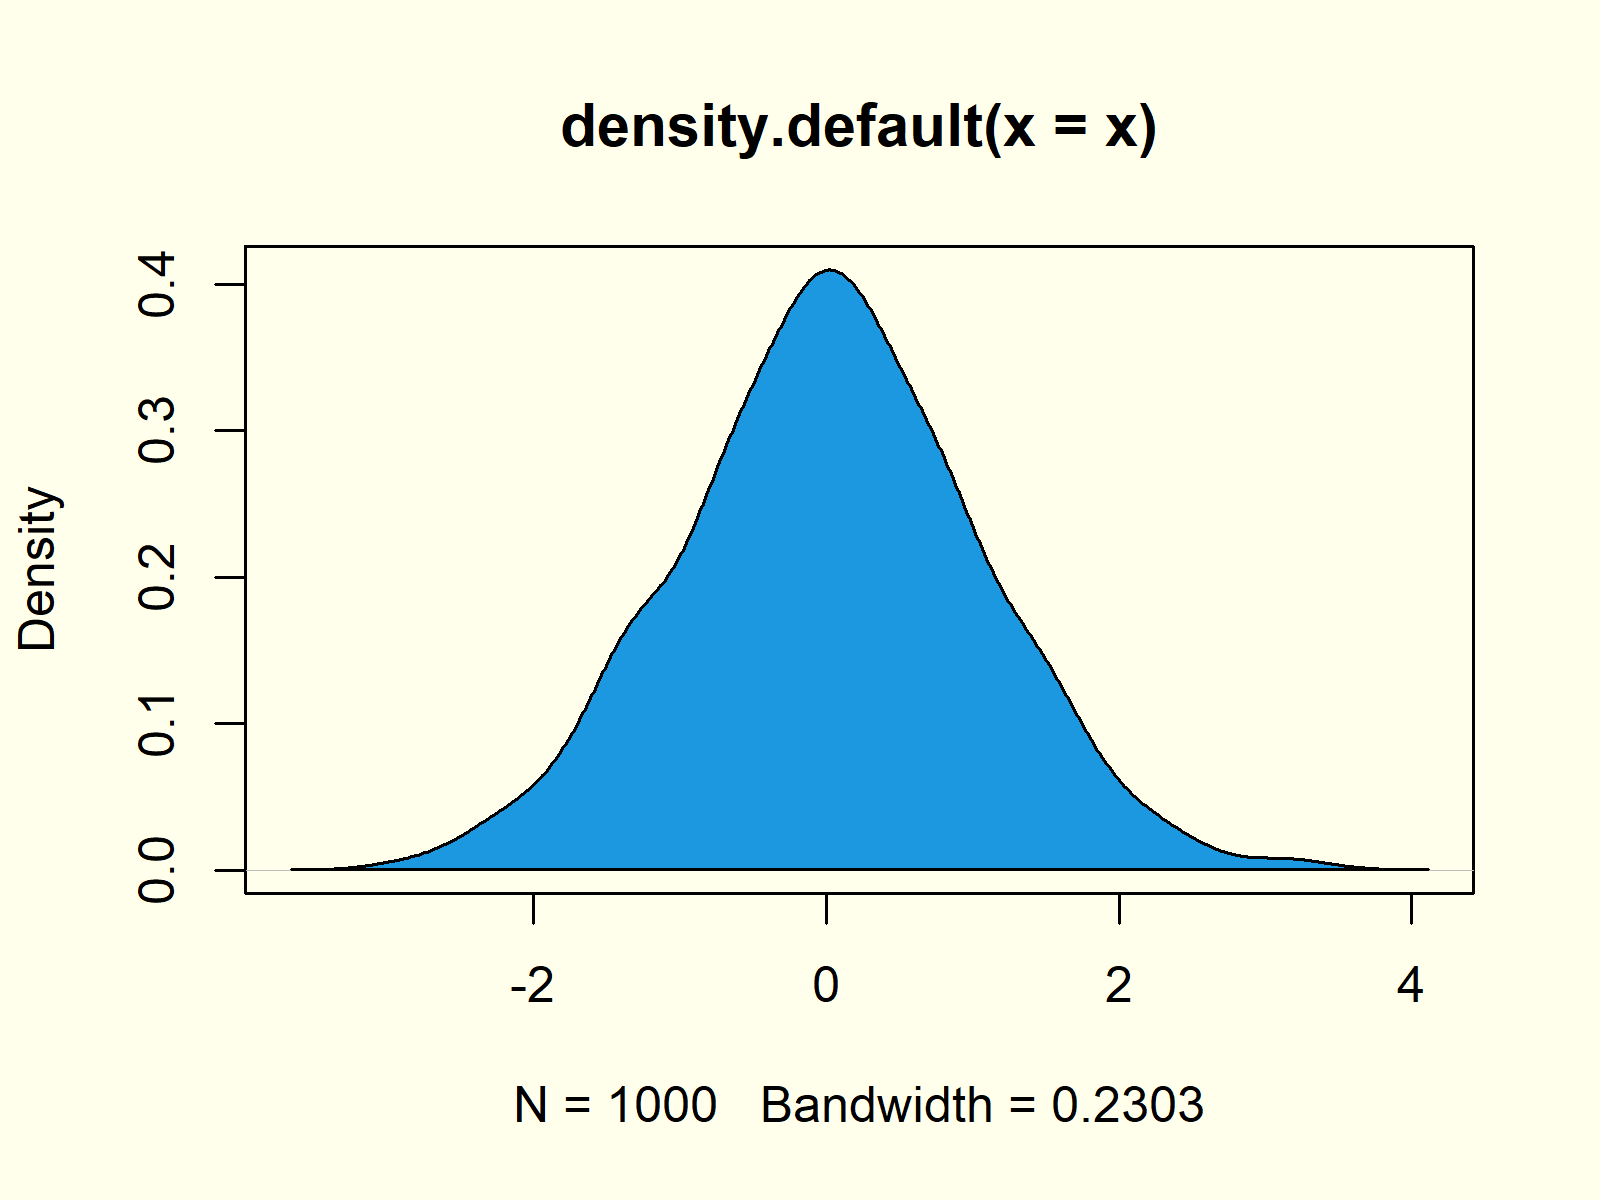 density.default(x = x)
Density
0.4
0.3
0.2
0.1
0.0
-2 0 2 4
N = 1000 Bandwidth = 0.2303